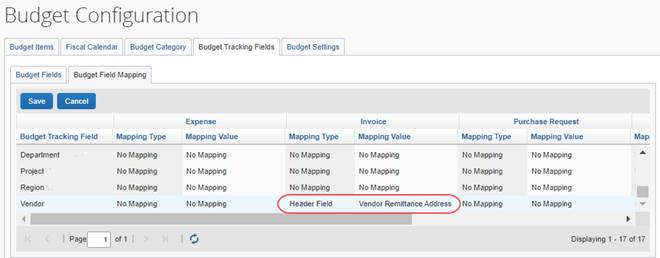 Budget Configuration
Budget Items Fiscal Calendar Budget Category Budget Tracking Fields Budget Settings
Budget Fields Budget Field Mapping
Save Cancel
Expense Invoice Purchase Request
Budget Tracking Field Mapping Type Mapping Value Mapping Type Mapping Value Mapping Type Mapping Value Map
Department No Mapping No Mapping No Mapping No Mapping No Mapping No Mapping
Project No Mapping No Mapping No Mapping No Mapping No Mapping No Mapping
Region No Mapping No Mapping No Mapping No Mapping No Mapping No Mapping
Vendor No Mapping No Mapping Header Field Vendor Remittance Address No Mapping No Mapping
Page 1 of 1 Displaying 1 - 17 of 17